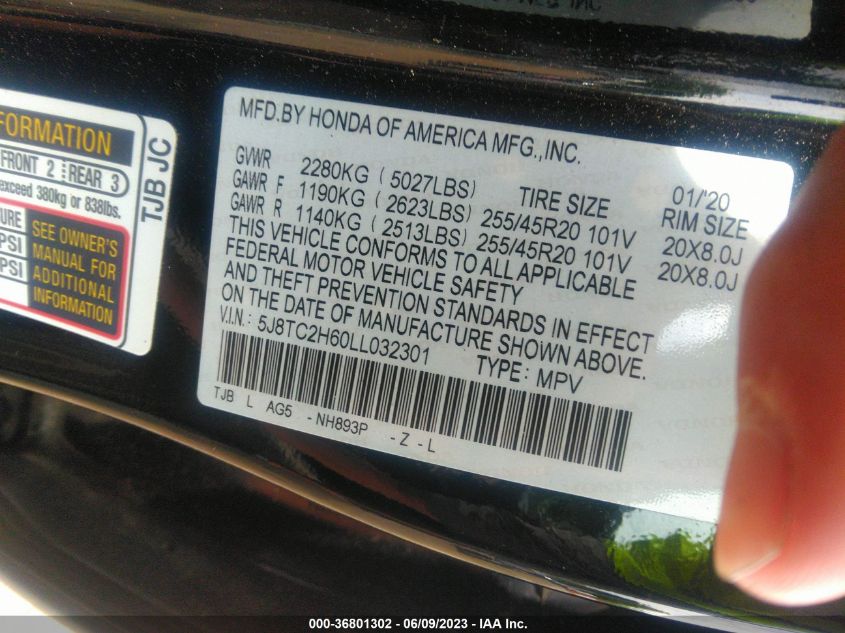 FORMATION
FRONT 2 REAR 3
exceed 380kg or 838lbs.
SEE OWNER'S
MANUAL FOR
ADDITIONAL
INFORMATION
PSI
PSI
TJB JC
MFD.BY HONDA OF AMERICA MFG.,INC.
GVWR 2280KG (5027LBS) TIRE SIZE 01/'20
RIM SIZE
GAWR F 1190KG (2623LBS) 255/45R20 101V 20X8.0J
GAWR R 1140KG (2513LBS) 255/45R20 101V 20X8.0J
THIS VEHICLE CONFORMS TO ALL APPLICABLE
FEDERAL MOTOR VEHICLE SAFETY
AND THEFT PREVENTION STANDARDS IN EFFECT
ON THE DATE OF MANUFACTURE SHOWN ABOVE.
V.I.N.: 5J8TC2H60LL032301 TYPE: MPV
TJB L AG5 -NH893P -Z-L
000-36801302 - 06/09/2023 - IAA Inc.